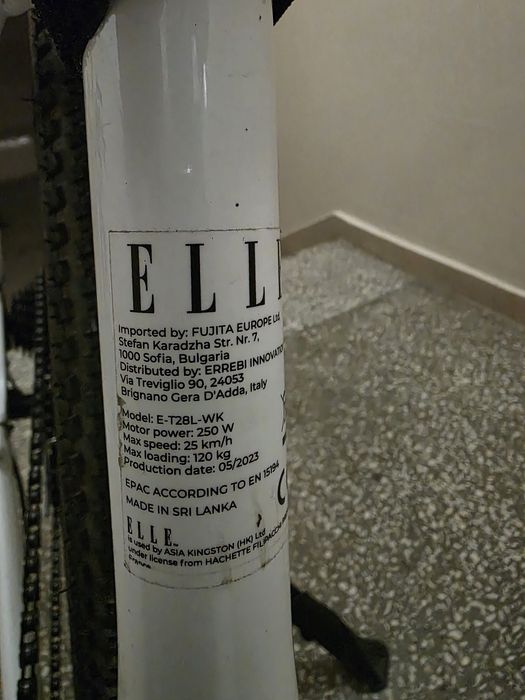 ELLE
Imported by: FUJITA EUROPE Ltd.
Stefan Karadzha Str. Nr. 7,
1000 Sofia, Bulgaria
Distributed by: ERREBI INNOVATIO
Via Treviglio 90, 24053
Brignano Gera D'Adda, Italy
Model: E-T28L-WK
Motor power: 250 W
Max speed: 25 km/h
Max loading: 120 kg
Production date: 05/2023
EPAC ACCORDING TO EN 15194
MADE IN SRI LANKA
ELLE
is used by ASIA KINGSTON (HK) Ltd.
under license from HACHETTE FILIPACCHI
France